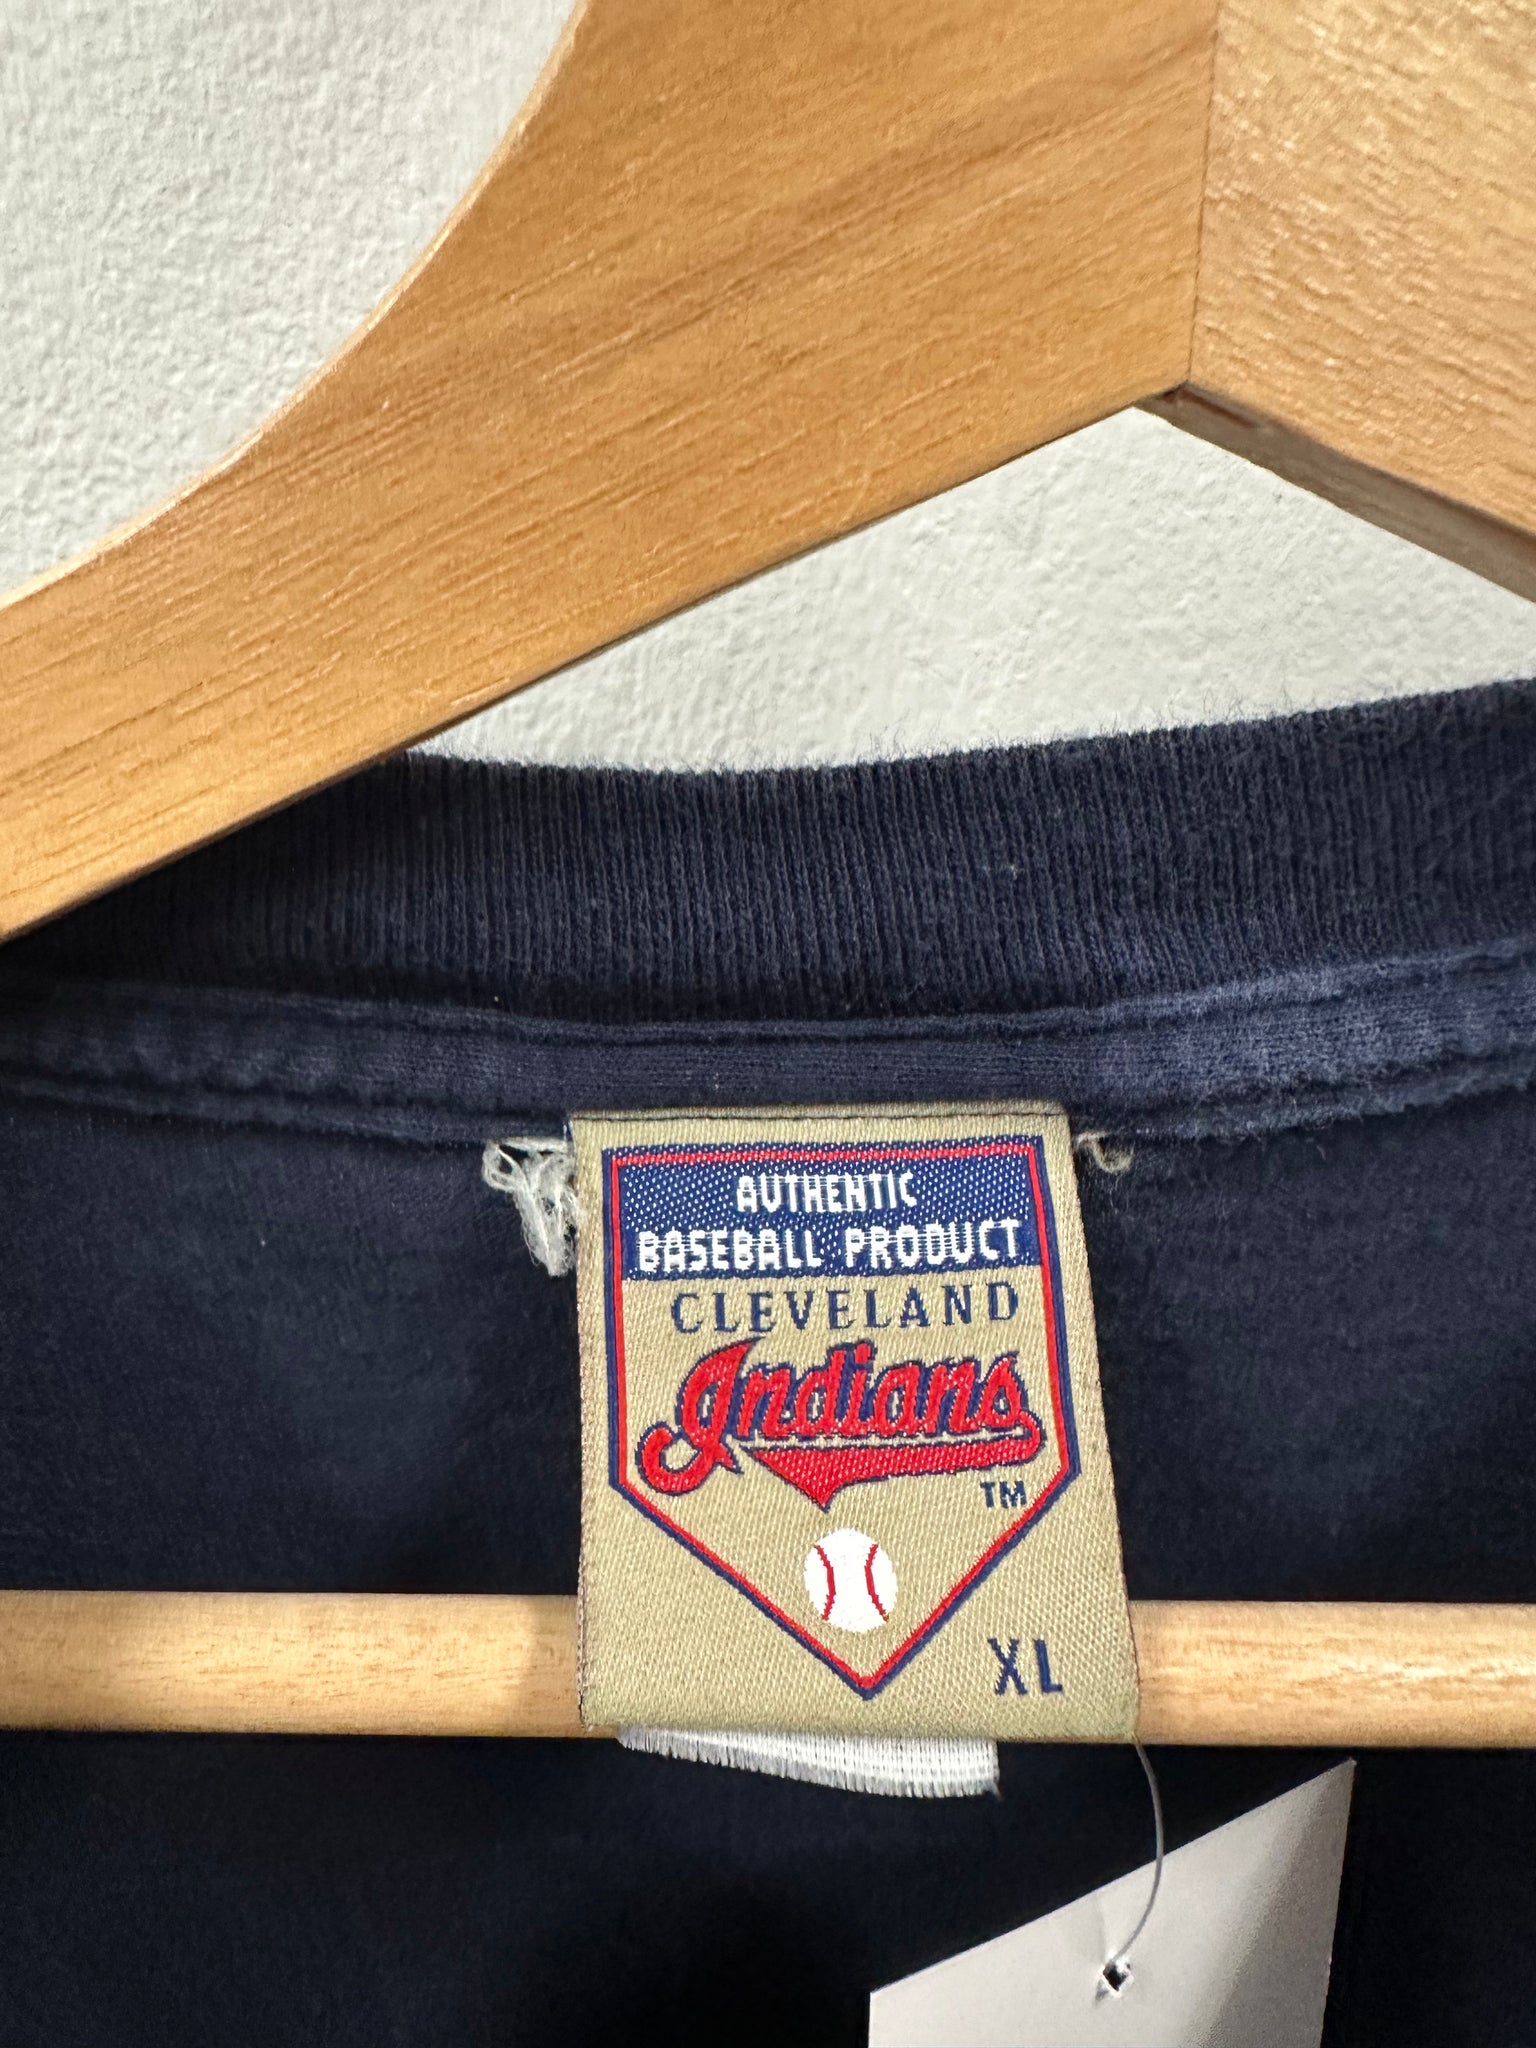 AUTHENTIC
BASEBALL PRODUCT
CLEVELAND
Indians
TM
XL